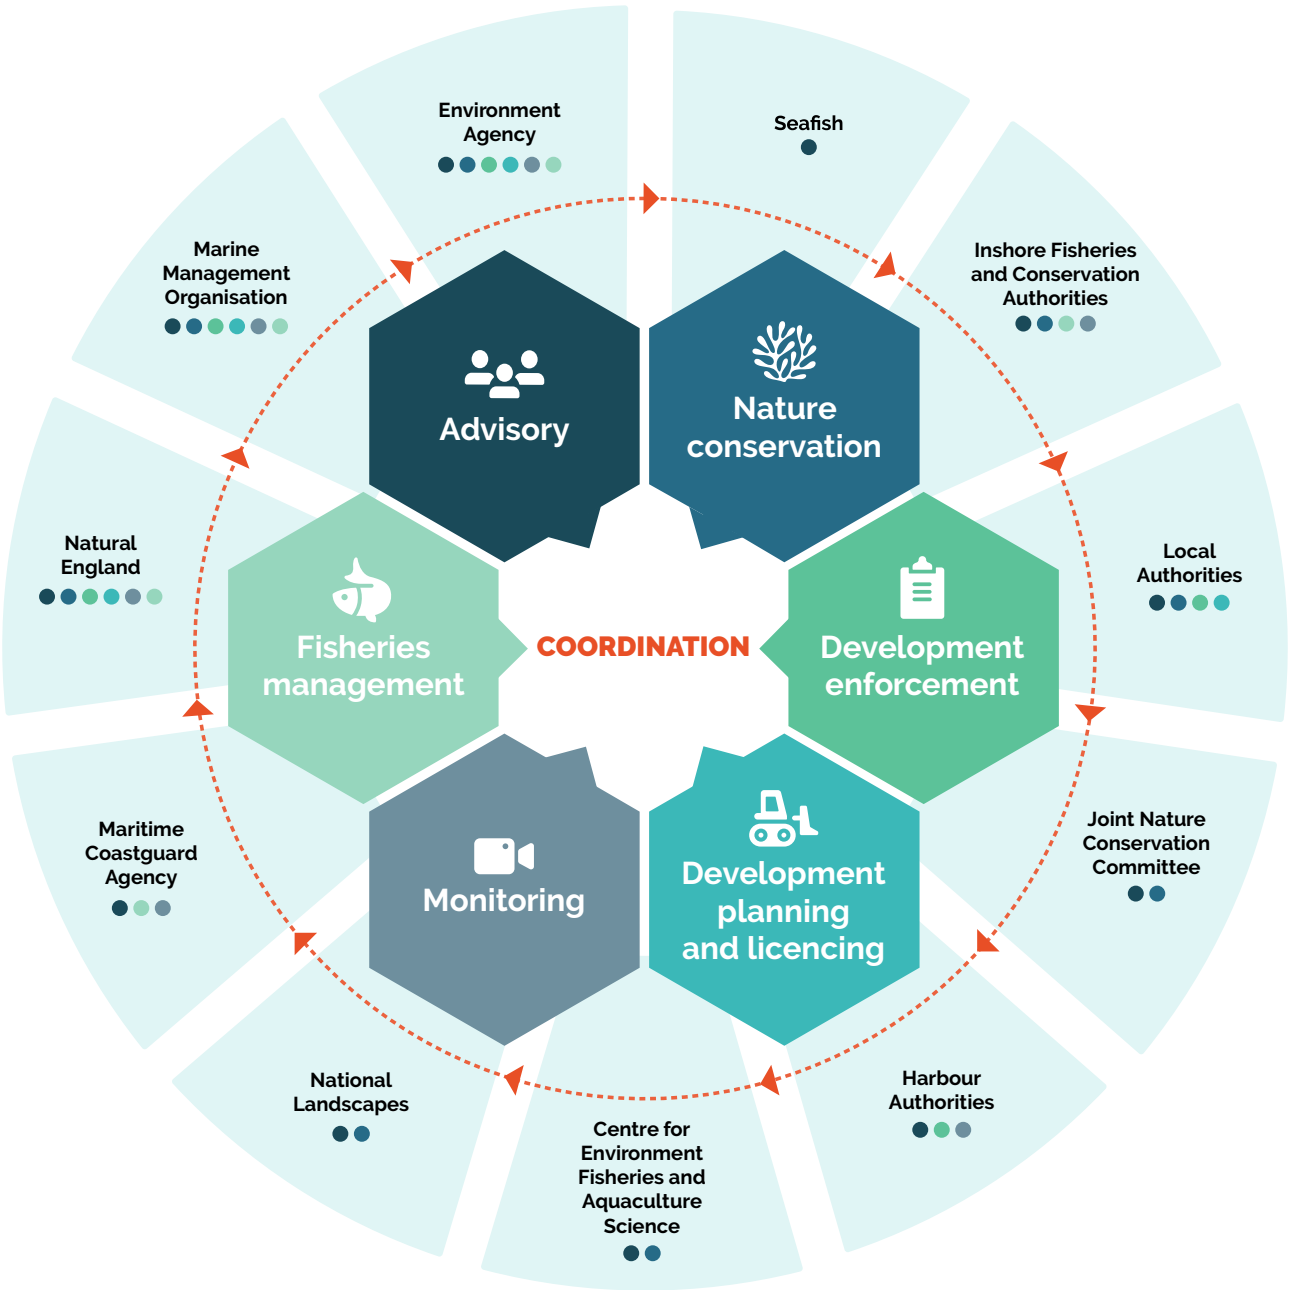 Environment
Agency
Seafish
Inshore Fisheries
and Conservation
Authorities
Local
Authorities
Joint Nature
Conservation
Committee
Harbour
Authorities
Centre for
Environment
Fisheries and
Aquaculture
Science
National
Landscapes
Maritime
Coastguard
Agency
Natural
England
Marine
Management
Organisation
Advisory
Nature
conservation
Development
enforcement
Development
planning
and licencing
Monitoring
Fisheries
management
COORDINATION